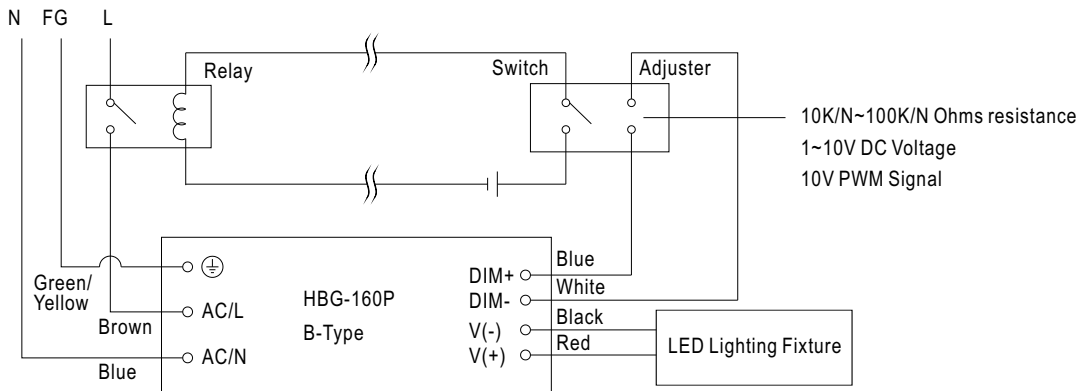 N FG L
Relay
Switch
Adjuster
10K/N~100K/N Ohms resistance
1~10V DC Voltage
10V PWM Signal
Green/
Yellow
Brown
Blue
AC/L
AC/N
HBG-160P
B-Type
DIM+
DIM-
V(-)
V(+)
Blue
White
Black
Red
LED Lighting Fixture